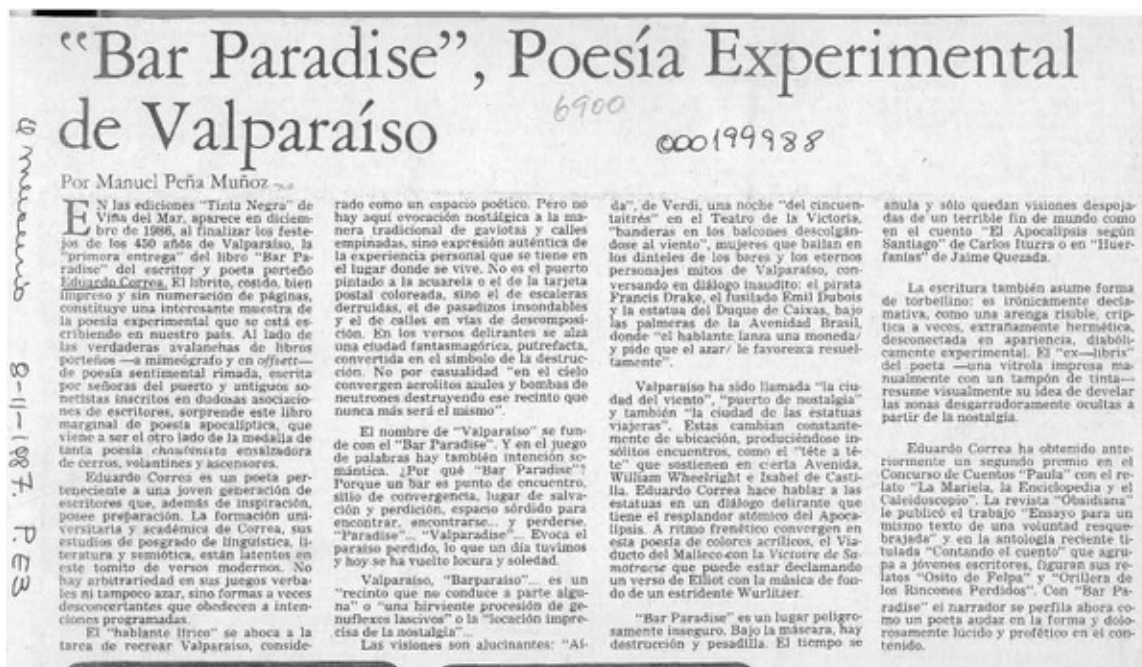 “Bar Paradise”, Poesía Experimental
de Valparaíso
6900
000199988
Por Manuel Peña Muñoz
EN las ediciones "Tinta Negra" de
Viña del Mar, aparece en diciem-
bre de 1986, al finalizar los feste-
jos de los 450 años de Valparaíso, la
"primera entrega" del libro "Bar Pa-
radise" del escritor y poeta porteño
Eduardo Correa. El librito, cosido, bien
impreso y sin numeración de páginas,
constituye una interesante muestra de
la poesía experimental que se está es-
cribiendo en nuestro país. Al lado de
las verdaderas avalanchas de libros
porteños —a mimeógrafo y en offsett—
de poesía sentimental rimada, escrita
por señoras del puerto y antiguos so-
netistas inscritos en dudosas asociacio-
nes de escritores, sorprende este libro
marginal de poesía apocalíptica, que
viene a ser el otro lado de la medalla de
tanta poesía chauvinista ensalzadora
de cerros, volantines y ascensores.
Eduardo Correa es un poeta per-
teneciente a una joven generación de
escritores que, además de inspiración,
posee preparación. La formación uni-
versitaria y académica de Correa, sus
estudios de posgrado de lingüística, li-
teratura y semiótica, están latentes en
este tomito de versos modernos. No
hay arbitrariedad en sus juegos verba-
les ni tampoco azar, sino formas a veces
desconcertantes que obedecen a inten-
ciones programadas.
El "hablante lírico" se aboca a la
tarea de recrear Valparaíso, conside-
rado como un espacio poético. Pero no
hay aquí evocación nostálgica a la ma-
nera tradicional de gaviotas y calles
empinadas, sino expresión auténtica de
la experiencia personal que se tiene en
el lugar donde se vive. No es el puerto
pintado a la acuarela o el de la tarjeta
postal coloreada, sino el de escaleras
derruidas, el de pasadizos insondables
y el de calles en vías de descomposi-
ción. En los versos delirantes se alza
una ciudad fantasmagórica, putrefacta,
convertida en el símbolo de la destruc-
ción. No por casualidad "en el cielo
convergen aerolitos azules y bombas de
neutrones destruyendo ese recinto que
nunca más será el mismo".
El nombre de "Valparaíso" se fun-
de con el "Bar Paradise". Y en el juego
de palabras hay también intención se-
mántica. ¿Por qué "Bar Paradise"?
Porque un bar es punto de encuentro,
sitio de convergencia, lugar de salva-
ción y perdición, espacio sórdido para
encontrar, encontrarse... y perderse.
"Paradise"... "Valparadise"... Evoca el
paraíso perdido, lo que un día tuvimos
y hoy se ha vuelto locura y soledad.
Valparaíso, "Barparaíso"... es un
"recinto que no conduce a parte algu-
na" o "una hirviente procesión de ge-
nuflexos lascivos" o la "locación impre-
cisa de la nostalgia"...
Las visiones son alucinantes: "Aí-
da", de Verdi, una noche "del cincuen-
taitrés" en el Teatro de la Victoria,
"banderas en los balcones descolgán-
dose al viento", mujeres que bailan en
los dinteles de los bares y los eternos
personajes mitos de Valparaíso, con-
versando en diálogo inaudito: el pirata
Francis Drake, el fusilado Emil Dubois
y la estatua del Duque de Caixas, bajo
las palmeras de la Avenidad Brasil,
donde "el hablante lanza una moneda/
y pide que el azar/ le favorezca resuel-
tamente".
Valparaíso ha sido llamada "la ciu-
dad del viento", "puerto de nostalgia"
y también "la ciudad de las estatuas
viajeras". Estas cambian constante-
mente de ubicación, produciéndose in-
sólitos encuentros, como el "tête a tê-
te" que sostienen en cierta Avenida,
William Wheelright e Isabel de Casti-
lla. Eduardo Correa hace hablar a las
estatuas en un diálogo delirante que
tiene el resplandor atómico del Apoca-
lipsis. A ritmo frenético convergen en
esta poesía de colores acrílicos, el Via-
ducto del Malleco con la Victoire de Sa-
motracse que puede estar declamando
un verso de Elliot con la música de fon-
do de un estridente Wurlitzer.
"Bar Paradise" es un lugar peligro-
samente inseguro. Bajo la máscara, hay
destrucción y pesadilla. El tiempo se
anula y sólo quedan visiones despoja-
das de un terrible fin de mundo como
en el cuento "El Apocalipsis según
Santiago" de Carlos Iturra o en "Huer-
fanías" de Jaime Quezada.
La escritura también asume forma
de torbellino: es irónicamente decla-
mativa, como una arenga risible, críp-
tica a veces, extrañamente hermética,
desconectada en apariencia, diabóli-
camente experimental. El "ex—libris"
del poeta —una vitrola impresa ma-
nualmente con un tampón de tinta—
resume visualmente su idea de develar
las zonas desgarradoramente ocultas a
partir de la nostalgia.
Eduardo Correa ha obtenido ante-
riormente un segundo premio en el
Concurso de Cuentos "Paula" con el re-
lato "La Mariela, la Enciclopedia y el
Caleidoscopio". La revista "Obsidiana"
le publicó el trabajo "Ensayo para un
mismo texto de una voluntad resque-
brajada" y en la antología reciente ti-
tulada "Contando el cuento" que agru-
pa a jóvenes escritores, figuran sus re-
latos "Osito de Felpa" y "Orillera de
los Rincones Perdidos". Con "Bar Pa-
radise" el narrador se perfila ahora co-
mo un poeta audaz en la forma y dolo-
rosamente lúcido y profético en el con-
tenido.
8-11-1987. P. E3